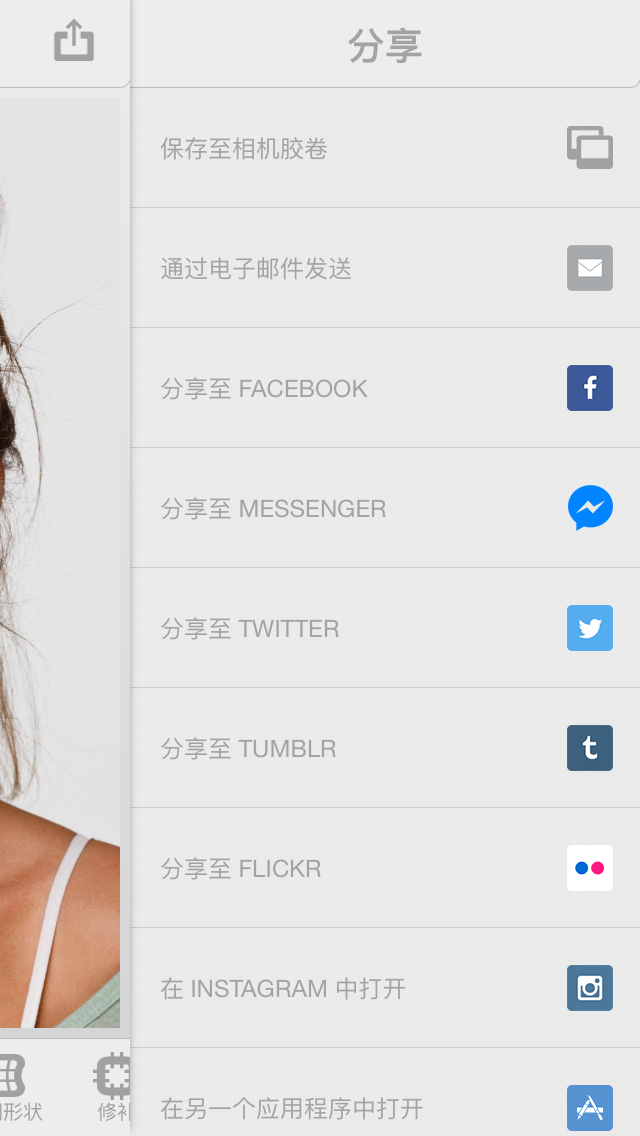 分享
保存至相机胶卷
通过电子邮件发送
分享至 FACEBOOK
分享至 MESSENGER
分享至 TWITTER
分享至 TUMBLR
分享至 FLICKR
在 INSTAGRAM 中打开
在另一个应用程序中打开
形状
修补